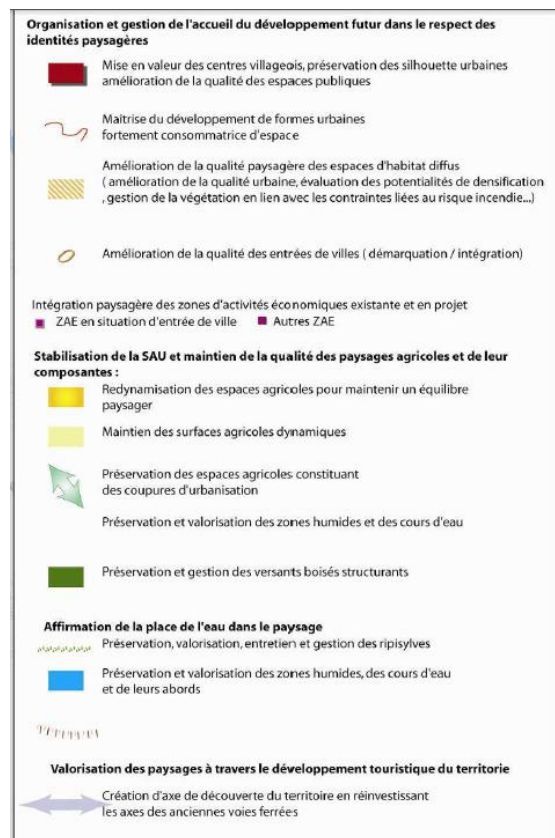 Organisation et gestion de l'accueil du développement futur dans le respect des
identités paysagères
Mise en valeur des centres villageois, préservation des silhouette urbaines
amélioration de la qualité des espaces publiques
Maîtrise du développement de formes urbaines
fortement consommatrice d'espace
Amélioration de la qualité paysagère des espaces d'habitat diffus
( amélioration de la qualité urbaine, évaluation des potentialités de densification
, gestion de la végétation en lien avec les contraintes liées au risque incendie...)
Amélioration de la qualité des entrées de villes ( démarquation / intégration)
Intégration paysagère des zones d'activités économiques existante et en projet
ZAE en situation d'entrée de ville Autres ZAE
Stabilisation de la SAU et maintien de la qualité des paysages agricoles et de leur
composantes :
Redynamisation des espaces agricoles pour maintenir un équilibre
paysager
Maintien des surfaces agricoles dynamiques
Préservation des espaces agricoles constituant
des coupures d'urbanisation
Préservation et valorisation des zones humides et des cours d'eau
Préservation et gestion des versants boisés structurants
Affirmation de la place de l'eau dans le paysage
Préservation, valorisation, entretien et gestion des ripisylves
Préservation et valorisation des zones humides, des cours d'eau
et de leurs abords
Valorisation des paysages à travers le développement touristique du territorie
Création d'axe de découverte du territoire en réinvestissant
les axes des anciennes voies ferrées